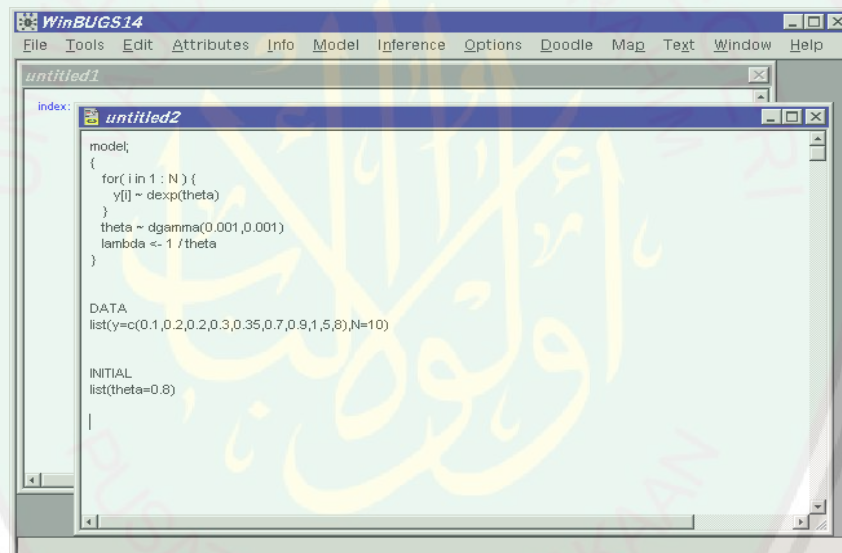 WinBUGS14
File Tools Edit Attributes Info Model Inference Options Doodle Map Text Window Help
untitled1
index:
untitled2
model;
{
for( i in 1 : N ) {
y[i] ~ dexp(theta)
}
theta ~ dgamma(0.001,0.001)
lambda <- 1 / theta
}
DATA
list(y=c(0.1,0.2,0.2,0.3,0.35,0.7,0.9,1,5,8),N=10)
INITIAL
list(theta=0.8)